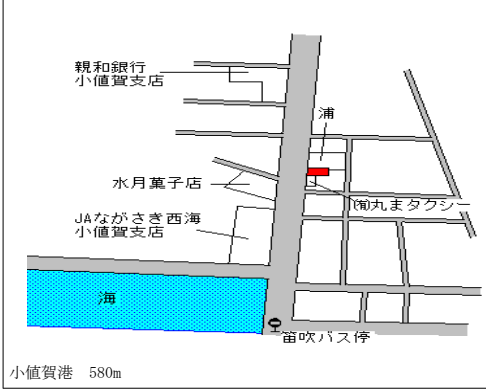 親和銀行
小値賀支店
浦
水月菓子店
㈲丸まタクシー
JAながさき西海
小値賀支店
海
笛吹バス停
小値賀港 580m